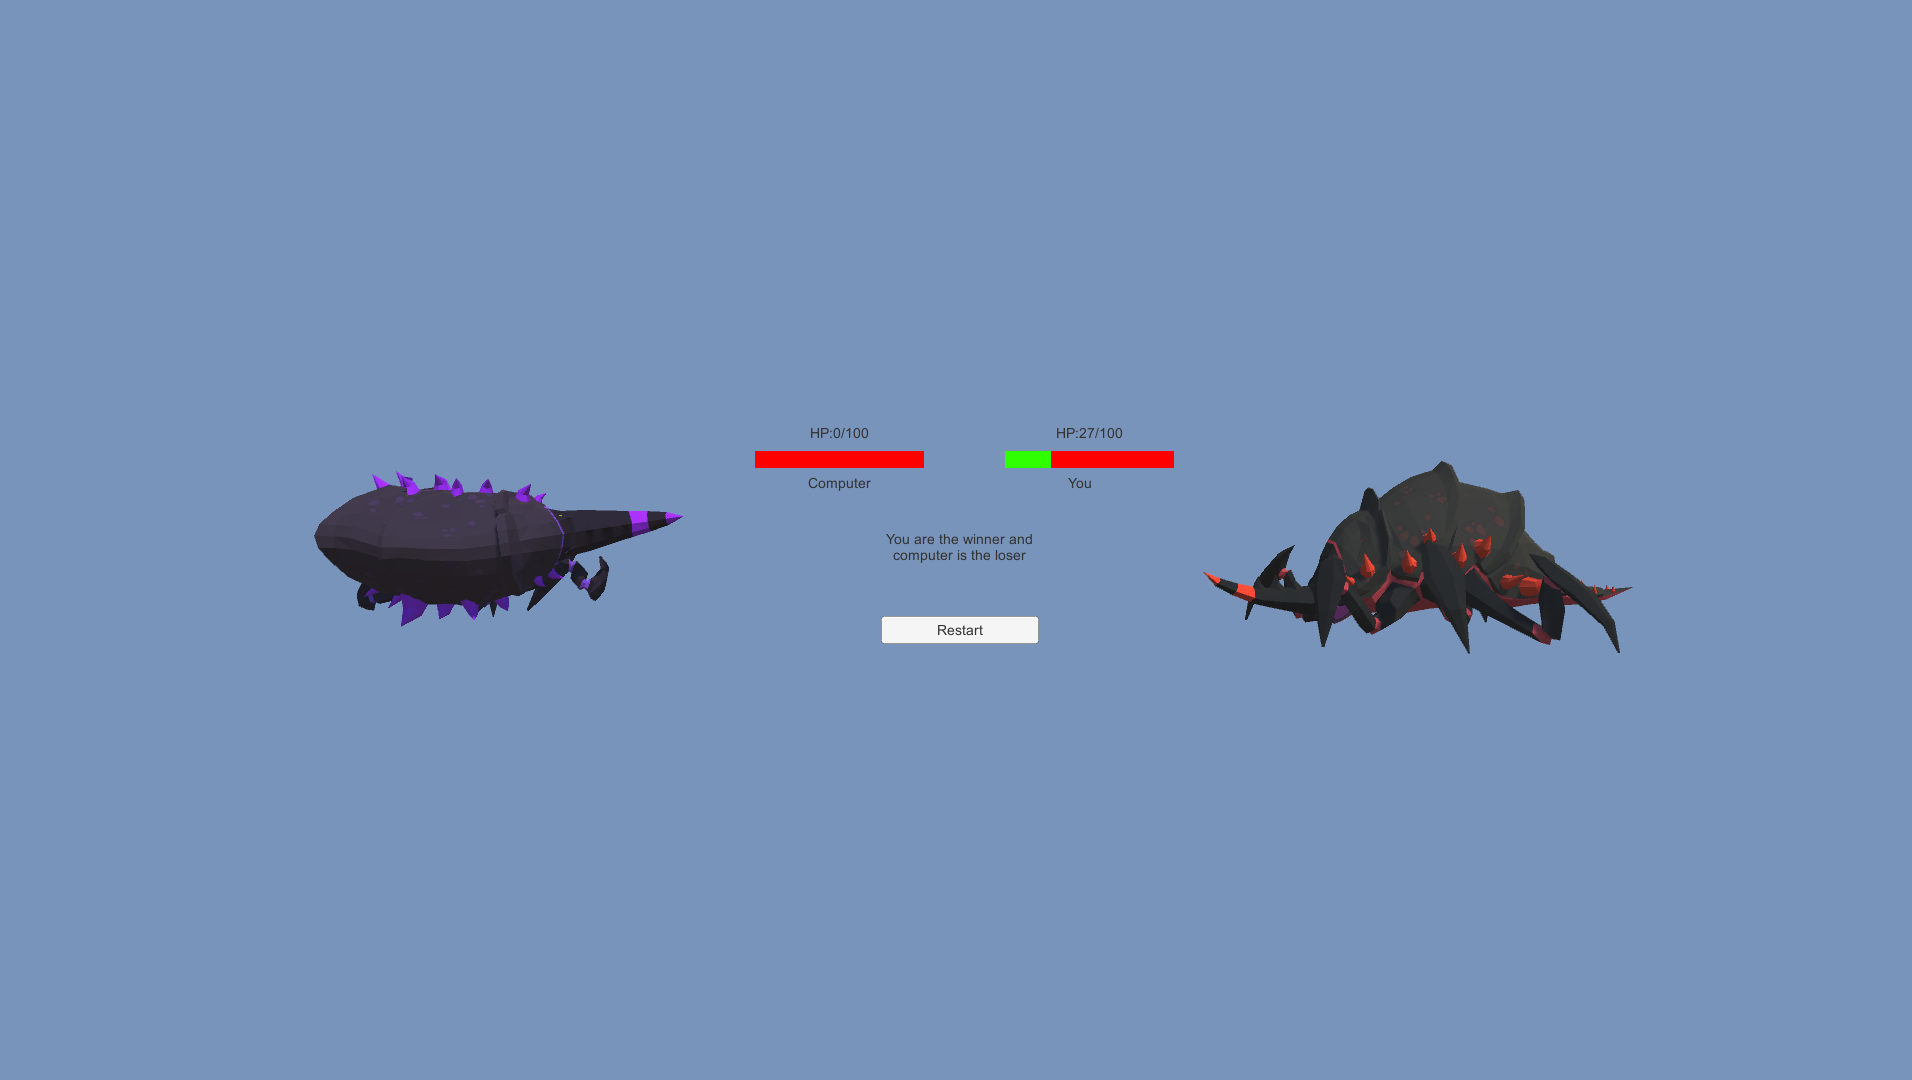 HP:0/100
HP:27/100
Computer
You
You are the winner and
computer is the loser
Restart